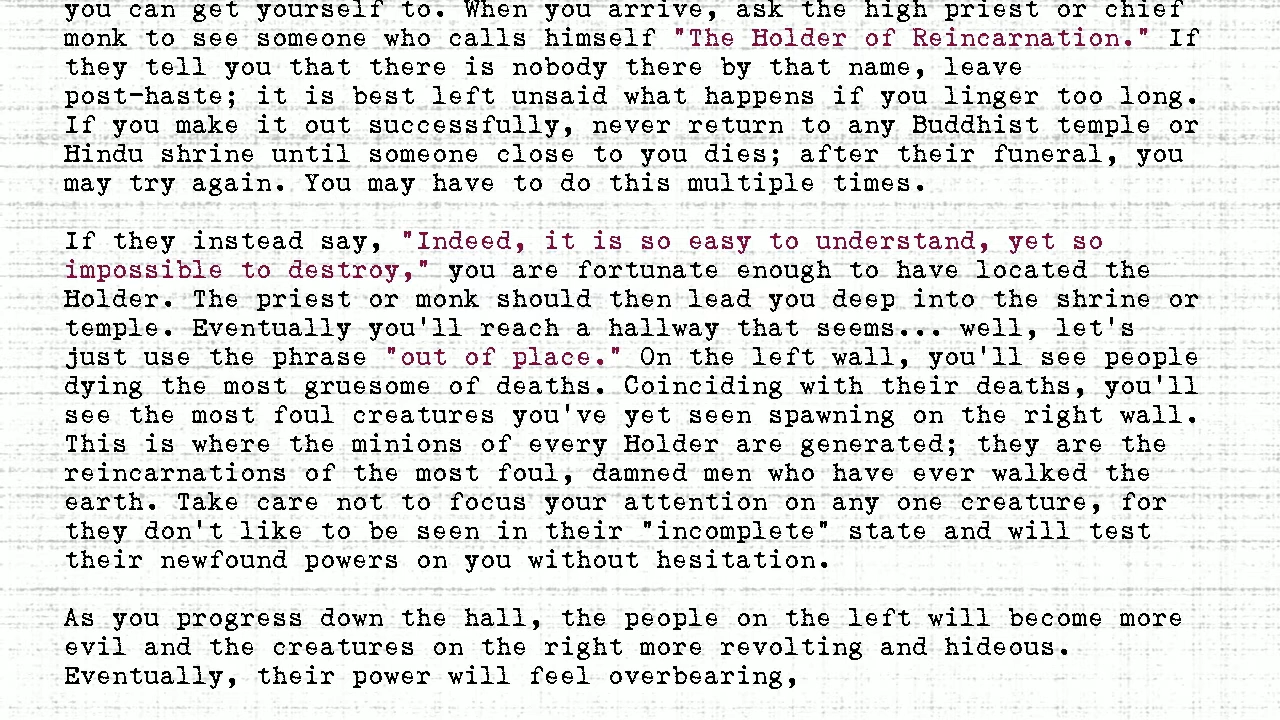 you can get yourself to. When you arrive, ask the high priest or chief
monk to see someone who calls himself "The Holder of Reincarnation." If
they tell you that there is nobody there by that name, leave
post-haste; it is best left unsaid what happens if you linger too long.
If you make it out successfully, never return to any Buddhist temple or
Hindu shrine until someone close to you dies; after their funeral, you
may try again. You may have to do this multiple times.

If they instead say, "Indeed, it is so easy to understand, yet so
impossible to destroy," you are fortunate enough to have located the
Holder. The priest or monk should then lead you deep into the shrine or
temple. Eventually you'll reach a hallway that seems... well, let's
just use the phrase "out of place." On the left wall, you'll see people
dying the most gruesome of deaths. Coinciding with their deaths, you'll
see the most foul creatures you've yet seen spawning on the right wall.
This is where the minions of every Holder are generated; they are the
reincarnations of the most foul, damned men who have ever walked the
earth. Take care not to focus your attention on any one creature, for
they don't like to be seen in their "incomplete" state and will test
their newfound powers on you without hesitation.

As you progress down the hall, the people on the left will become more
evil and the creatures on the right more revolting and hideous.
Eventually, their power will feel overbearing,